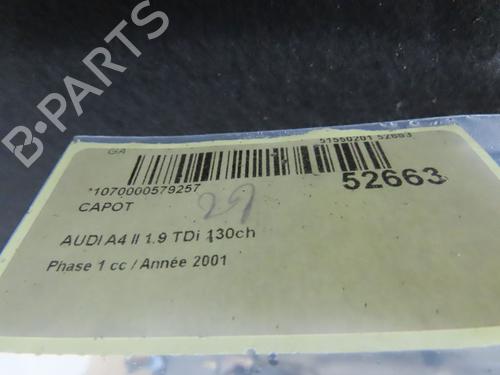 B-PARTS
GA
51550201 52663
*1070000579257
52663
CAPOT
29
AUDI A4 II 1.9 TDi 130ch
Phase 1 cc / Année 2001